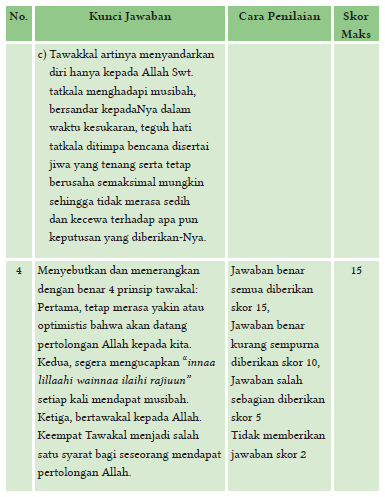 No. Kunci Jawaban Cara Penilaian Skor Maks
c) Tawakkal artinya menyandarkan
diri hanya kepada Allah Swt.
tatkala menghadapi musibah,
bersandar kepadaNya dalam
waktu kesukaran, teguh hati
tatkala ditimpa bencana disertai
jiwa yang tenang serta tetap
berusaha semaksimal mungkin
sehingga tidak merasa sedih
dan kecewa terhadap apa pun
keputusan yang diberikan-Nya.
4
Menyebutkan dan menerangkan
dengan benar 4 prinsip tawakal:
Pertama, tetap merasa yakin atau
optimistis bahwa akan datang
pertolongan Allah kepada kita.
Kedua, segera mengucapkan “innaa
lillaahi wainnaa ilaihi rajiuun”
setiap kali mendapat musibah.
Ketiga, bertawakal kepada Allah.
Keempat Tawakal menjadi salah
satu syarat bagi seseorang mendapat
pertolongan Allah.
Jawaban benar
semua diberikan
skor 15,
Jawaban benar
kurang sempurna
diberikan skor 10,
Jawaban salah
sebagian diberikan
skor 5
Tidak memberikan
jawaban skor 2
15